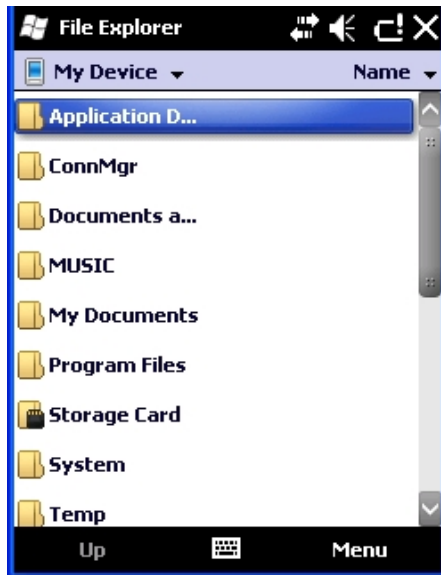 File Explorer
My Device Name
Application D...
ConnMgr
Documents a...
MUSIC
My Documents
Program Files
Storage Card
System
Temp
Up Menu